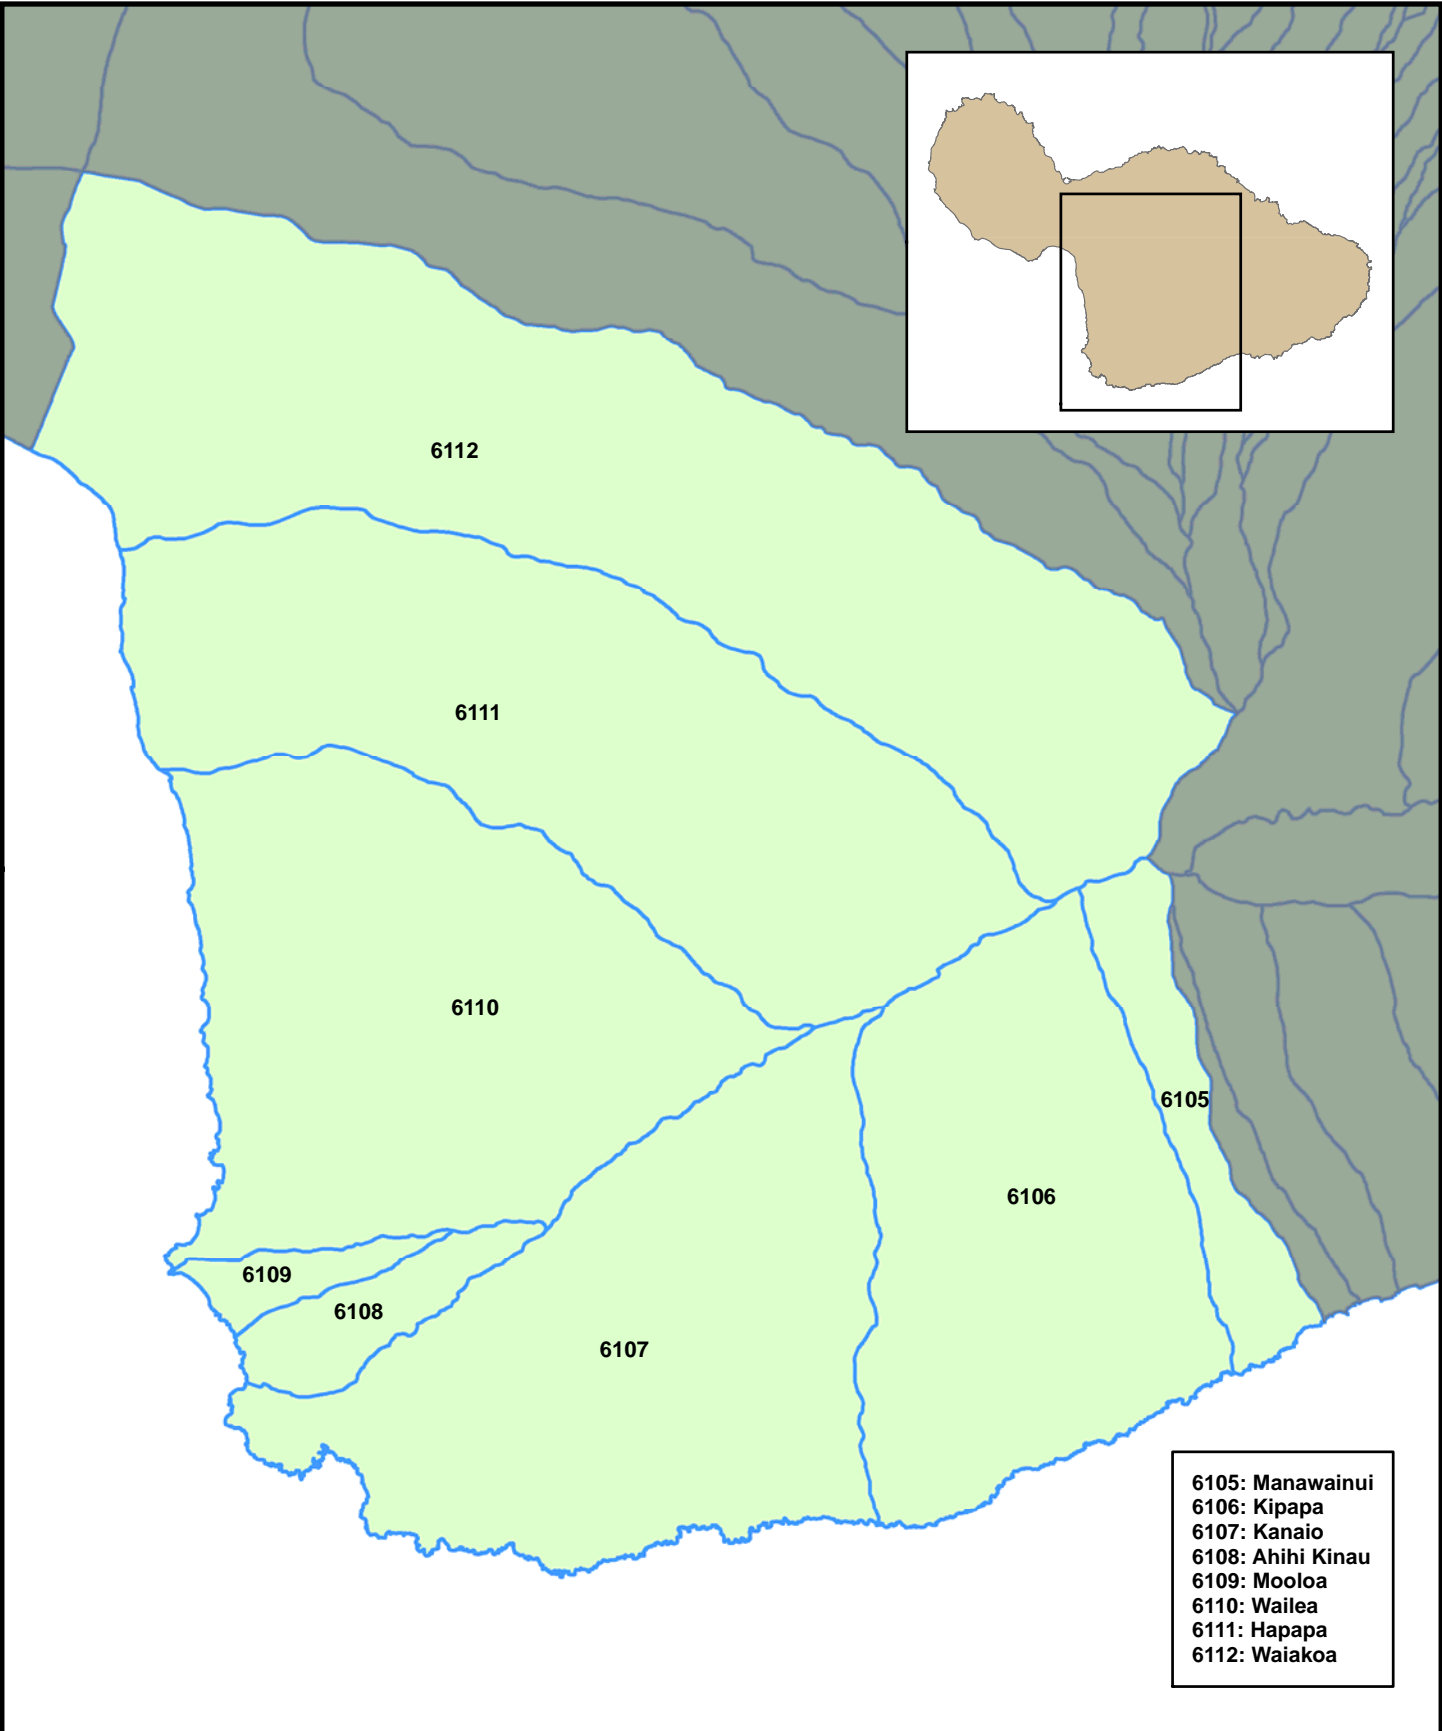 6112
6111
6110
6105
6106
6109
6108
6107
6105: Manawainui
6106: Kipapa
6107: Kanaio
6108: Ahihi Kinau
6109: Mooloa
6110: Wailea
6111: Hapapa
6112: Waiakoa